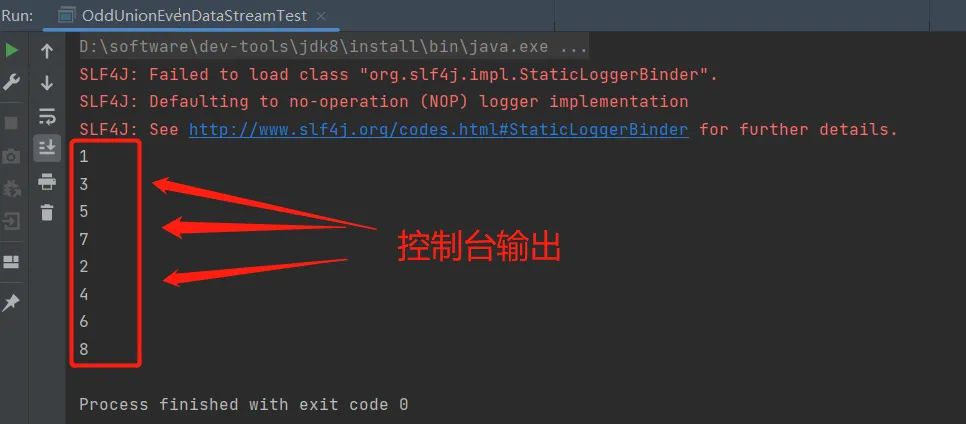 Run: OddUnionEvenDataStreamTest
D:\software\dev-tools\jdk8\install\bin\java.exe ...
SLF4J: Failed to load class "org.slf4j.impl.StaticLoggerBinder".
SLF4J: Defaulting to no-operation (NOP) logger implementation
SLF4J: See http://www.slf4j.org/codes.html#StaticLoggerBinder for further details.
1
3
5
7
控制台输出
2
4
6
8
Process finished with exit code 0